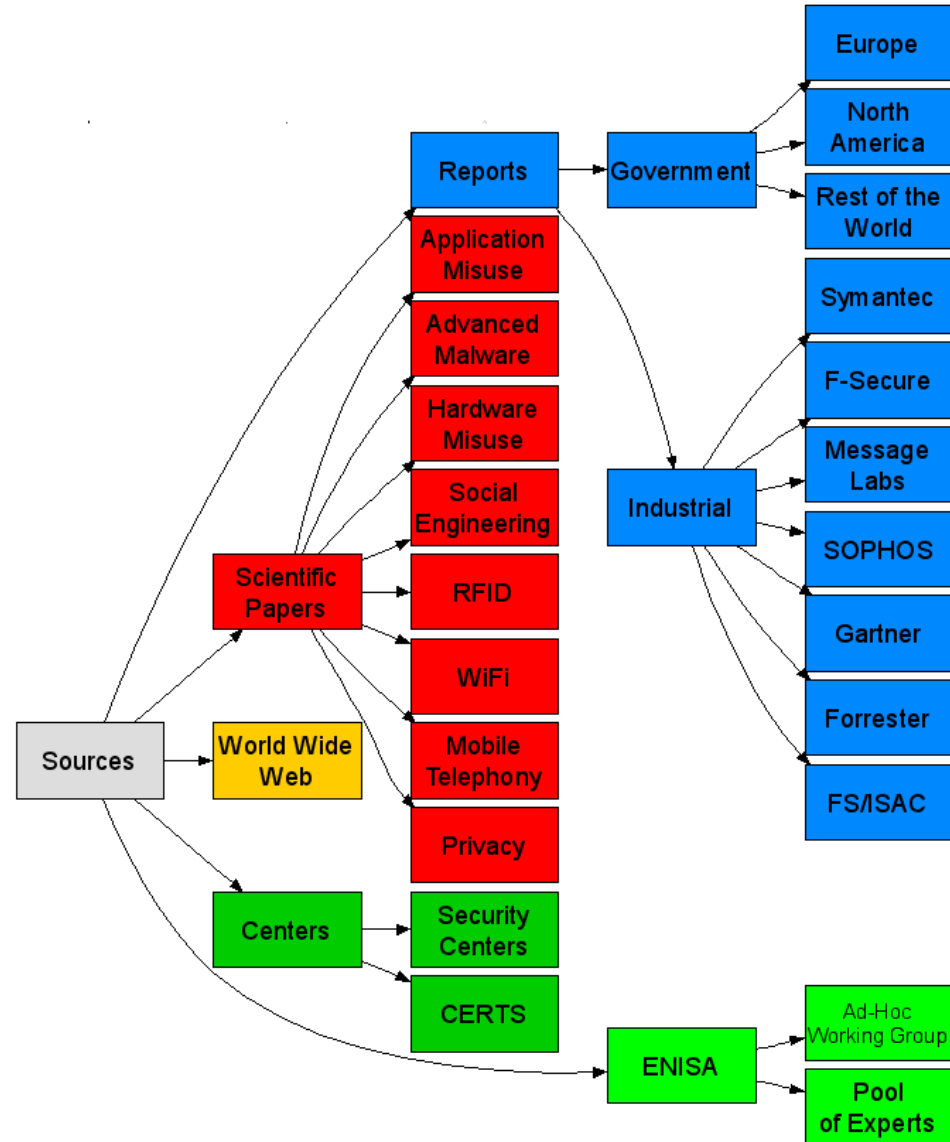 Europe
North
America
Reports
Government
Rest of the
World
Application
Misuse
Symantec
Advanced
Malware
F-Secure
Hardware
Misuse
Message
Labs
Social
Engineering
Industrial
SOPHOS
Scientific
Papers
RFID
Gartner
WiFi
Forrester
Sources
World Wide
Web
Mobile
Telephony
FS/ISAC
Privacy
Centers
Security
Centers
CERTS
Ad-Hoc
Working Group
ENISA
Pool
of Experts